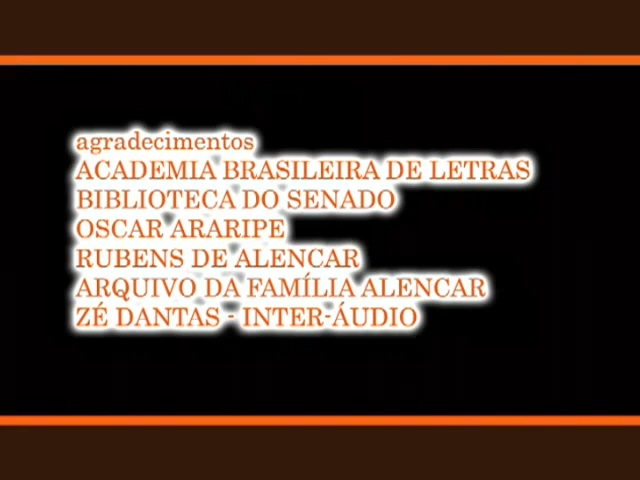 agradecimentos
ACADEMIA BRASILEIRA DE LETRAS
BIBLIOTECA DO SENADO
OSCAR ARARIPE
RUBENS DE ALENCAR
ARQUIVO DA FAMÍLIA ALENCAR
ZÉ DANTAS - INTER-ÁUDIO